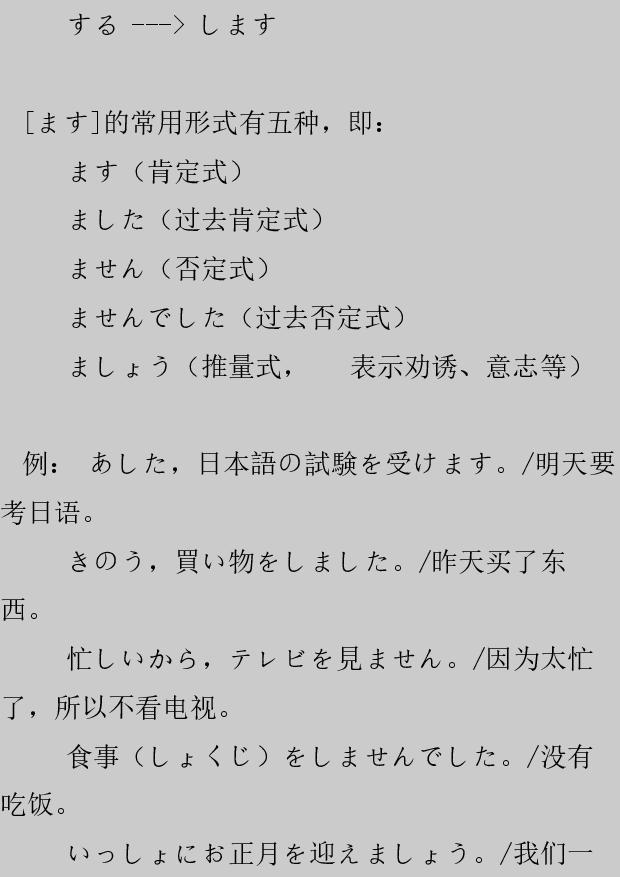 する ---> します
[ます]的常用形式有五种，即：
ます（肯定式）
ました（过去肯定式）
ません（否定式）
ませんでした（过去否定式）
ましょう（推量式，　表示劝诱、意志等）
例： あした，日本語の試験を受けます。/明天要
考日语。
きのう，買い物をしました。/昨天买了东
西。
忙しいから，テレビを見ません。/因为太忙
了，所以不看电视。
食事（しょくじ）をしませんでした。/没有
吃饭。
いっしょにお正月を迎えましょう。/我们一